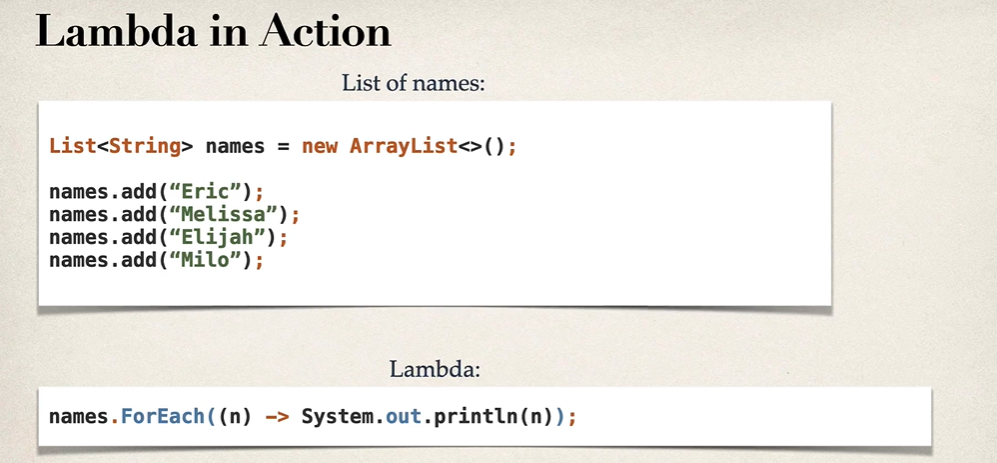 Lambda in Action
List of names:
List<String> names = new ArrayList<>();
names.add(“Eric”);
names.add(“Melissa”);
names.add(“Elijah”);
names.add(“Milo”);
Lambda:
names.ForEach((n) -> System.out.println(n));